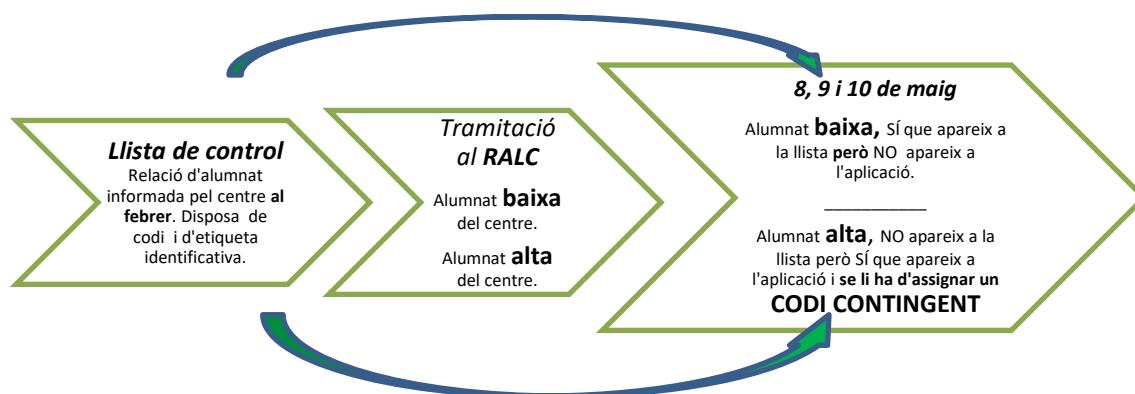 Llista de control
Relació d'alumnat
informada pel centre al
febrer. Disposa de
codi i d'etiqueta
identificativa.
Tramitació
al RALC
Alumnat baixa
del centre.
Alumnat alta
del centre.
8, 9 i 10 de maig
Alumnat baixa, SÍ que apareix a
la llista però NO apareix a
l'aplicació.
___________
Alumnat alta, NO apareix a la
llista però SÍ que apareix a
l'aplicació i se li ha d'assignar un
CODI CONTINGENT